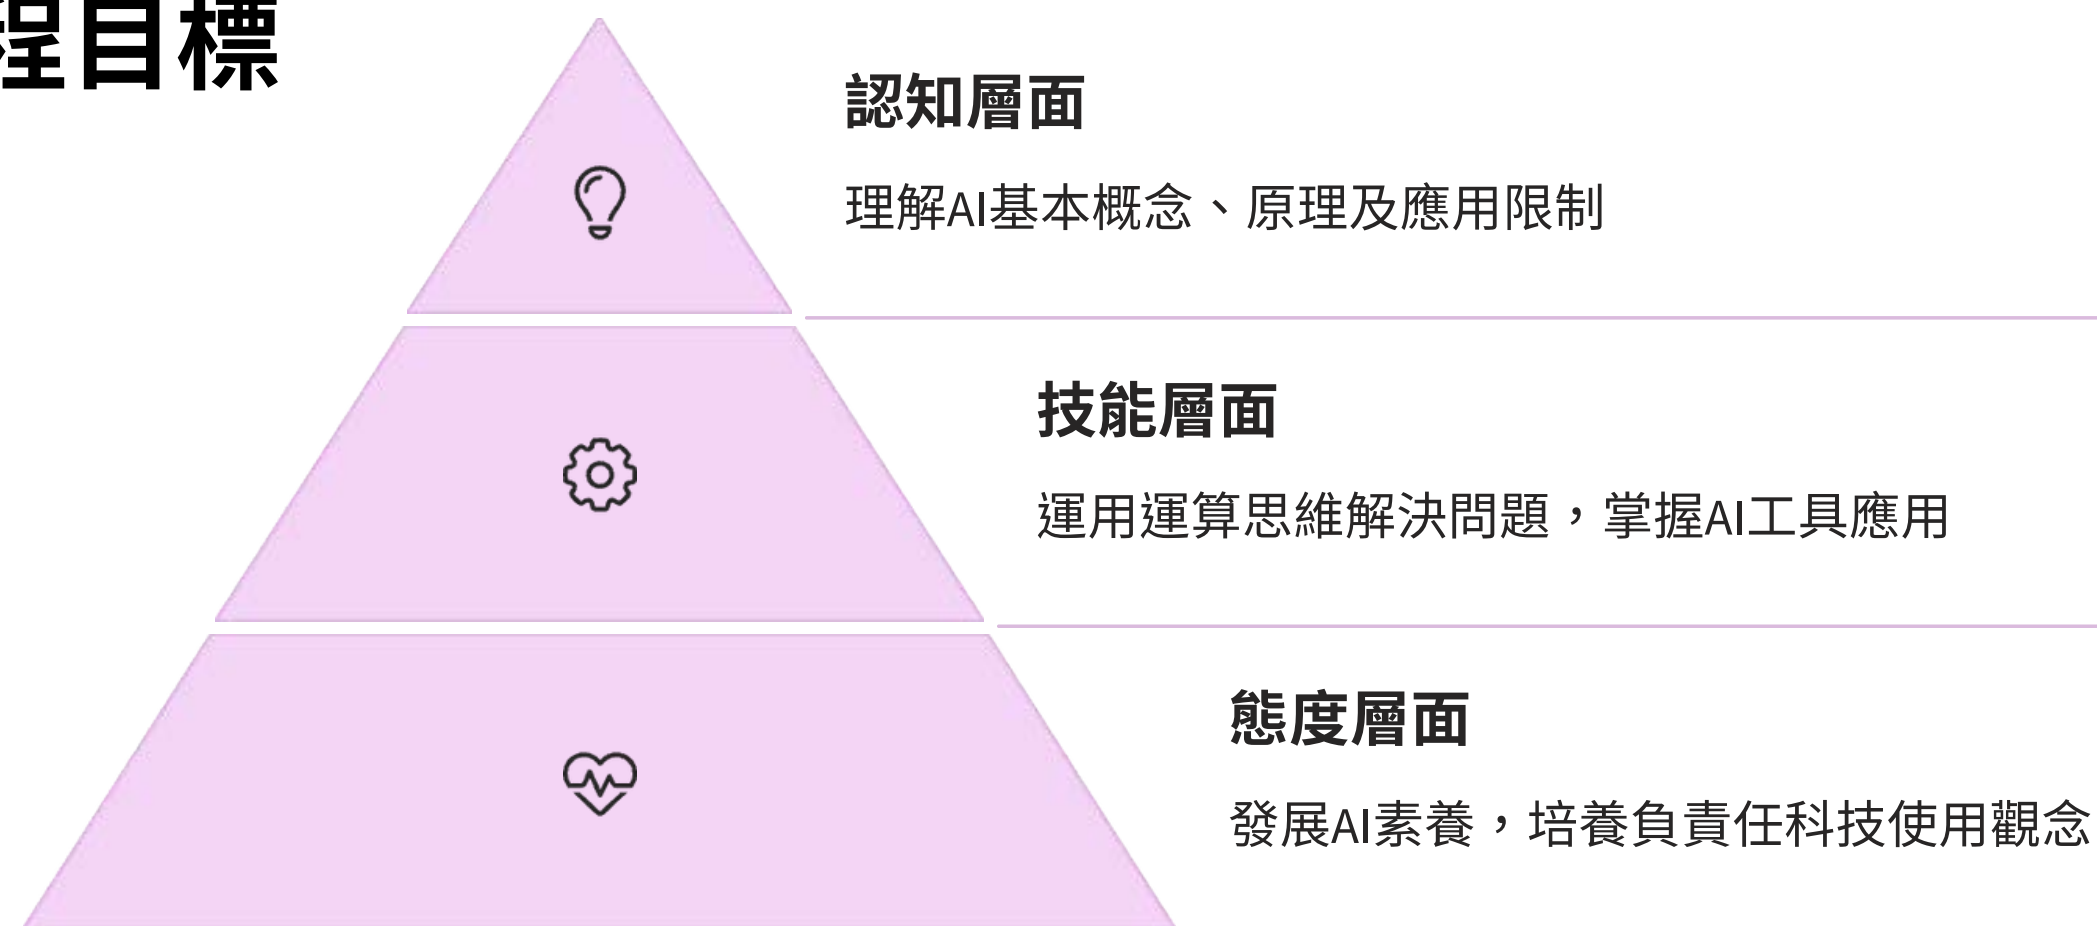 程目標
認知層面
理解AI基本概念、原理及應用限制
技能層面
運用運算思維解決問題，掌握AI工具應用
態度層面
發展AI素養，培養負責任科技使用觀念